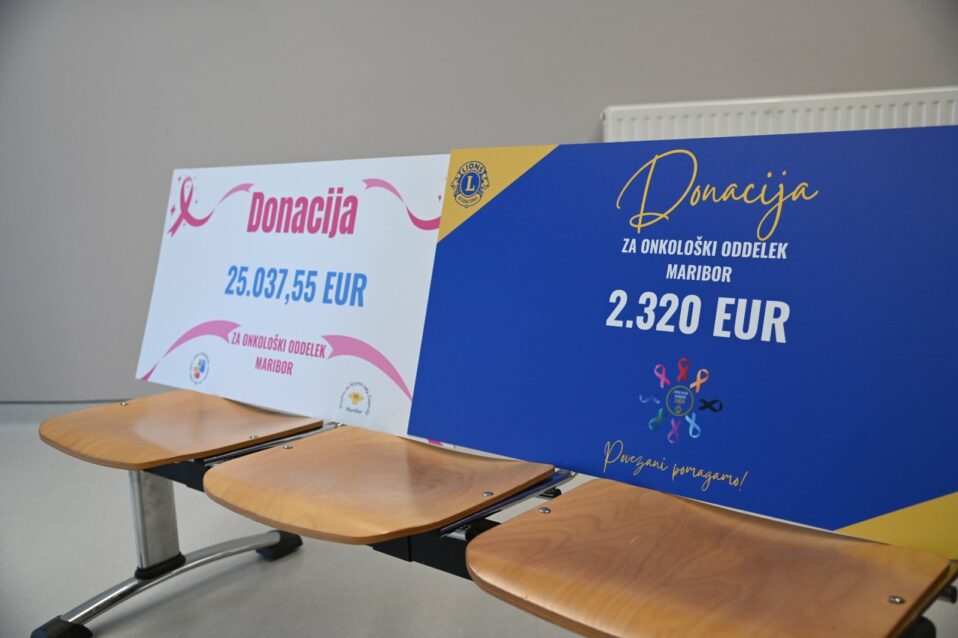 Donacija
25.037,55 EUR
ZA ONKOLOŠKI ODDELEK
MARIBOR
LIONS
L
Donacija
ZA ONKOLOŠKI ODDELEK
MARIBOR
2.320 EUR
Povezani pomagamo!